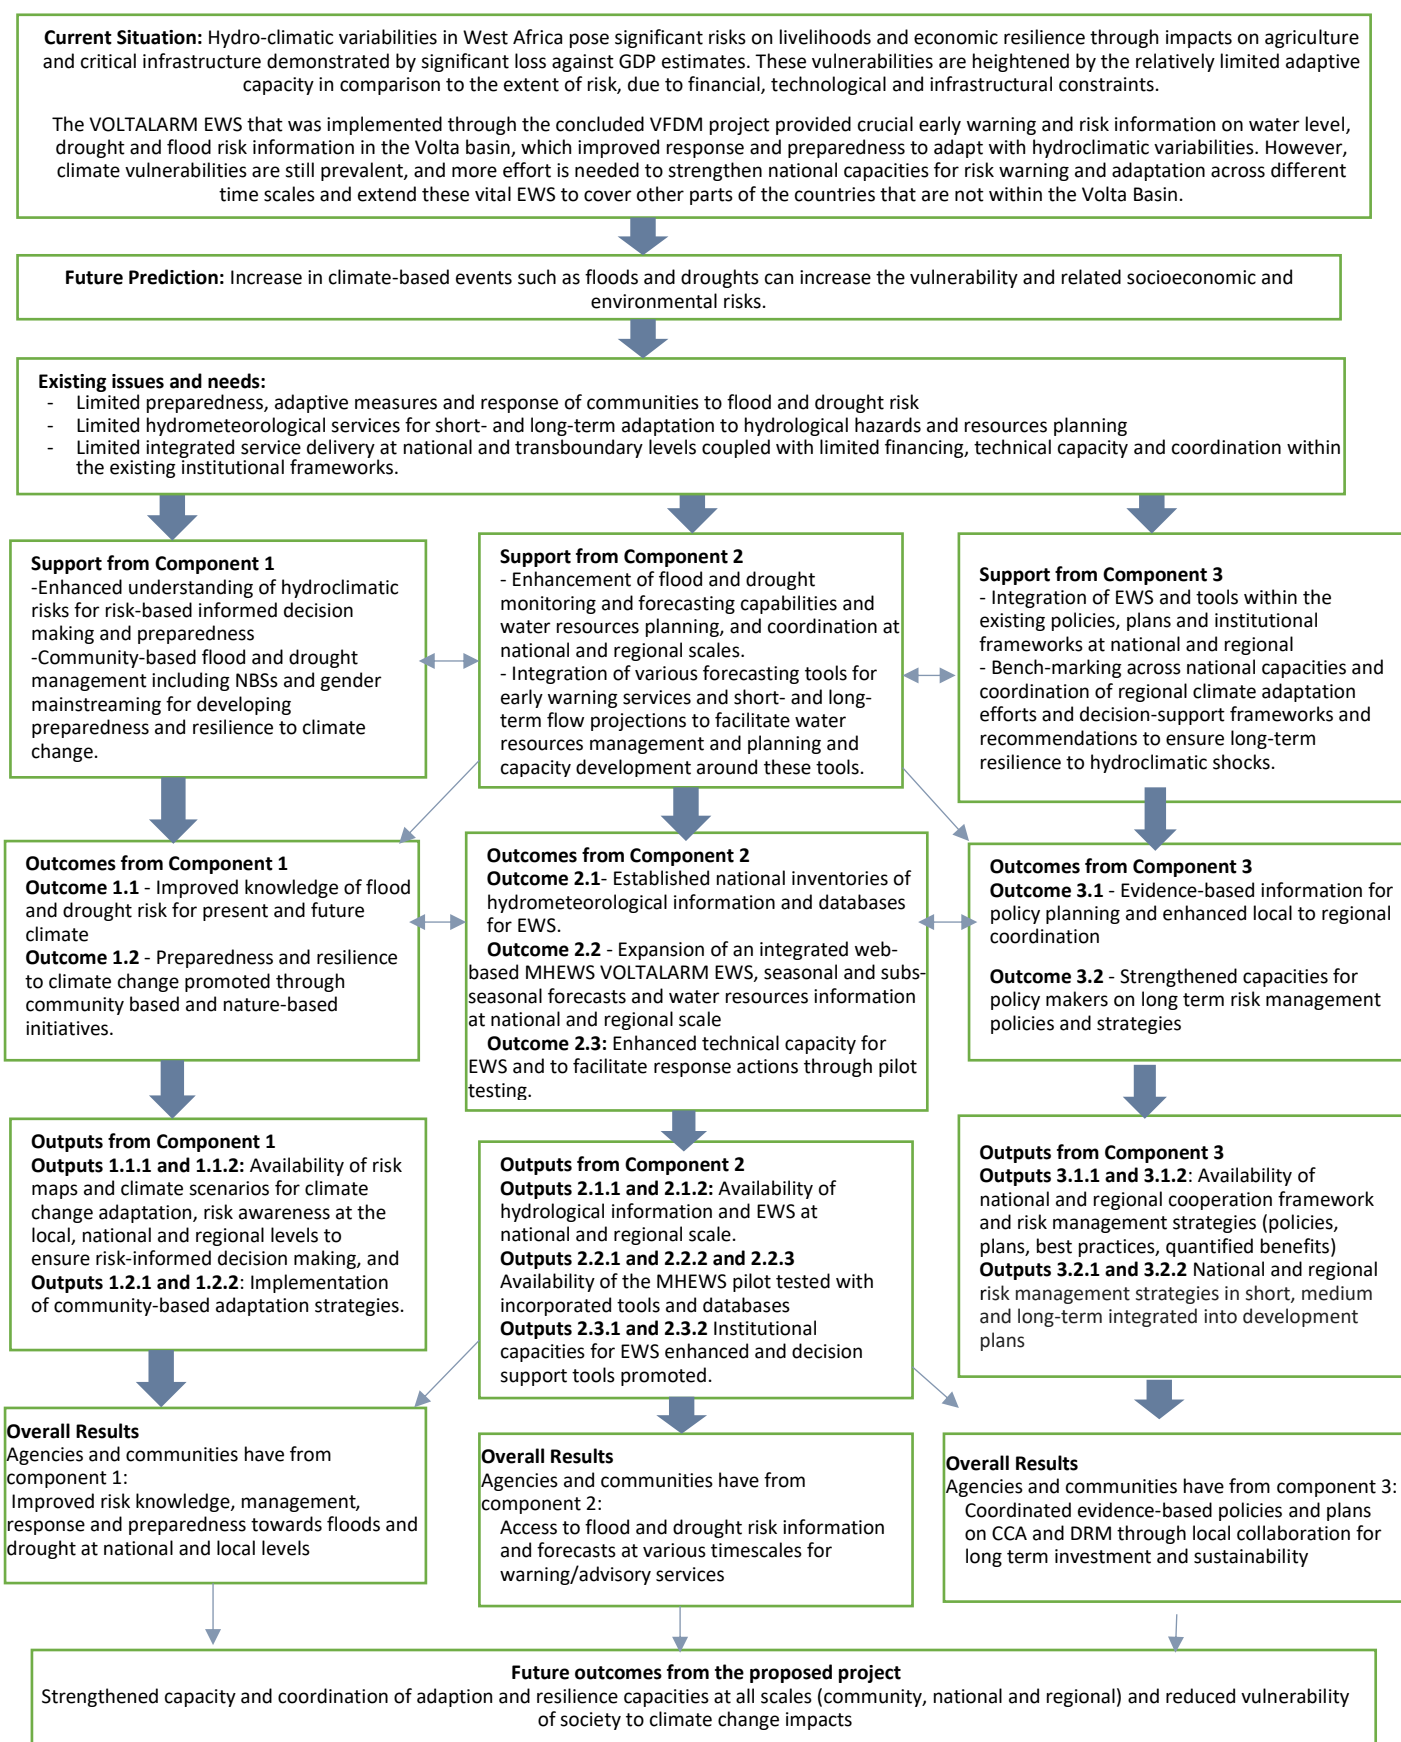 Current Situation: Hydro-climatic variabilities in West Africa pose significant risks on livelihoods and economic resilience through impacts on agriculture
and critical infrastructure demonstrated by significant loss against GDP estimates. These vulnerabilities are heightened by the relatively limited adaptive
capacity in comparison to the extent of risk, due to financial, technological and infrastructural constraints.
The VOLTALARM EWS that was implemented through the concluded VFDM project provided crucial early warning and risk information on water level,
drought and flood risk information in the Volta basin, which improved response and preparedness to adapt with hydroclimatic variabilities. However,
climate vulnerabilities are still prevalent, and more effort is needed to strengthen national capacities for risk warning and adaptation across different
time scales and extend these vital EWS to cover other parts of the countries that are not within the Volta Basin.
Future Prediction: Increase in climate-based events such as floods and droughts can increase the vulnerability and related socioeconomic and
environmental risks.
Existing issues and needs:
- Limited preparedness, adaptive measures and response of communities to flood and drought risk
- Limited hydrometeorological services for short- and long-term adaptation to hydrological hazards and resources planning
- Limited integrated service delivery at national and transboundary levels coupled with limited financing, technical capacity and coordination within
the existing institutional frameworks.
Support from Component 1
-Enhanced understanding of hydroclimatic
risks for risk-based informed decision
making and preparedness
-Community-based flood and drought
management including NBSs and gender
mainstreaming for developing
preparedness and resilience to climate
change.
Support from Component 2
- Enhancement of flood and drought
monitoring and forecasting capabilities and
water resources planning, and coordination at
national and regional scales.
- Integration of various forecasting tools for
early warning services and short- and long-
term flow projections to facilitate water
resources management and planning and
capacity development around these tools.
Support from Component 3
- Integration of EWS and tools within the
existing policies, plans and institutional
frameworks at national and regional
- Bench-marking across national capacities and
coordination of regional climate adaptation
efforts and decision-support frameworks and
recommendations to ensure long-term
resilience to hydroclimatic shocks.
Outcomes from Component 1
Outcome 1.1 - Improved knowledge of flood
and drought risk for present and future
climate
Outcome 1.2 - Preparedness and resilience
to climate change promoted through
community based and nature-based
initiatives.
Outcomes from Component 2
Outcome 2.1- Established national inventories of
hydrometeorological information and databases
for EWS.
Outcome 2.2 - Expansion of an integrated web-
based MHEWS VOLTALARM EWS, seasonal and subs-
seasonal forecasts and water resources information
at national and regional scale
Outcome 2.3: Enhanced technical capacity for
EWS and to facilitate response actions through pilot
testing.
Outcomes from Component 3
Outcome 3.1 - Evidence-based information for
policy planning and enhanced local to regional
coordination
Outcome 3.2 - Strengthened capacities for
policy makers on long term risk management
policies and strategies
Outputs from Component 1
Outputs 1.1.1 and 1.1.2: Availability of risk
maps and climate scenarios for climate
change adaptation, risk awareness at the
local, national and regional levels to
ensure risk-informed decision making, and
Outputs 1.2.1 and 1.2.2: Implementation
of community-based adaptation strategies.
Outputs from Component 2
Outputs 2.1.1 and 2.1.2: Availability of
hydrological information and EWS at
national and regional scale.
Outputs 2.2.1 and 2.2.2 and 2.2.3
Availability of the MHEWS pilot tested with
incorporated tools and databases
Outputs 2.3.1 and 2.3.2 Institutional
capacities for EWS enhanced and decision
support tools promoted.
Outputs from Component 3
Outputs 3.1.1 and 3.1.2: Availability of
national and regional cooperation framework
and risk management strategies (policies,
plans, best practices, quantified benefits)
Outputs 3.2.1 and 3.2.2 National and regional
risk management strategies in short, medium
and long-term integrated into development
plans
Overall Results
Agencies and communities have from
component 1:
Improved risk knowledge, management,
response and preparedness towards floods and
drought at national and local levels
Overall Results
Agencies and communities have from
component 2:
Access to flood and drought risk information
and forecasts at various timescales for
warning/advisory services
Overall Results
Agencies and communities have from component 3:
Coordinated evidence-based policies and plans
on CCA and DRM through local collaboration for
long term investment and sustainability
Future outcomes from the proposed project
Strengthened capacity and coordination of adaption and resilience capacities at all scales (community, national and regional) and reduced vulnerability
of society to climate change impacts